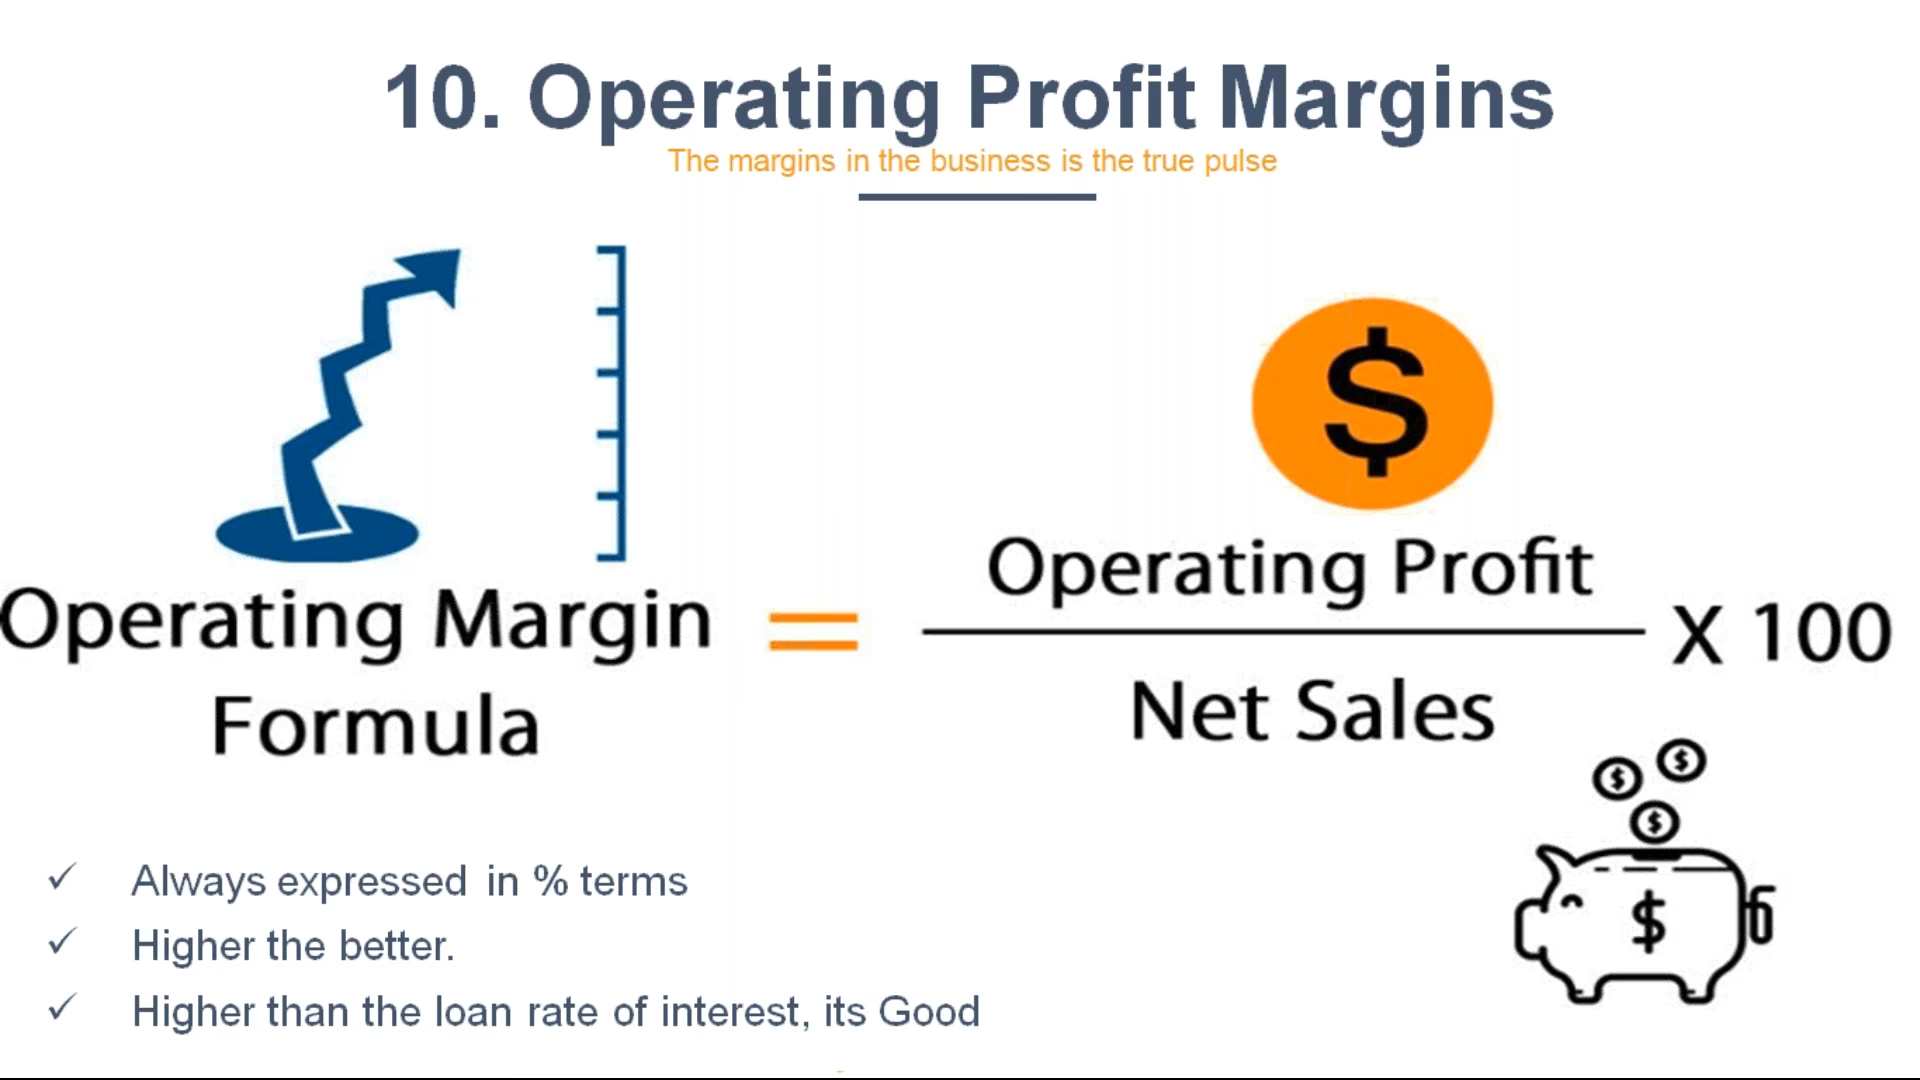 10. Operating Profit Margins
The margins in the business is the true pulse
$
Operating Margin
Formula
=
Operating Profit
Net Sales
X 100
$
$
$
$
✓ Always expressed in % terms
✓ Higher the better.
✓ Higher than the loan rate of interest, its Good